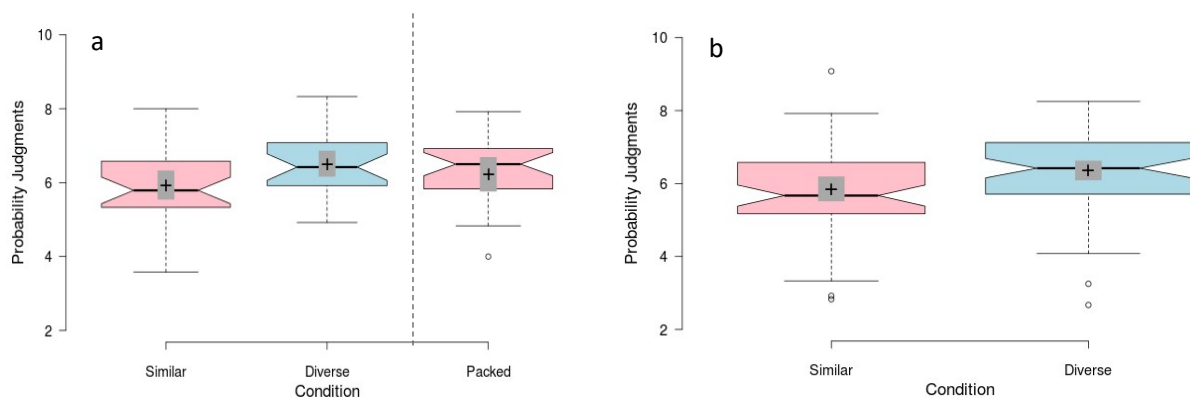 a
10
8
6
4
2
Probability Judgments
Similar Diverse Packed
Condition
b
10
8
6
4
2
Probability Judgments
Similar Diverse
Condition